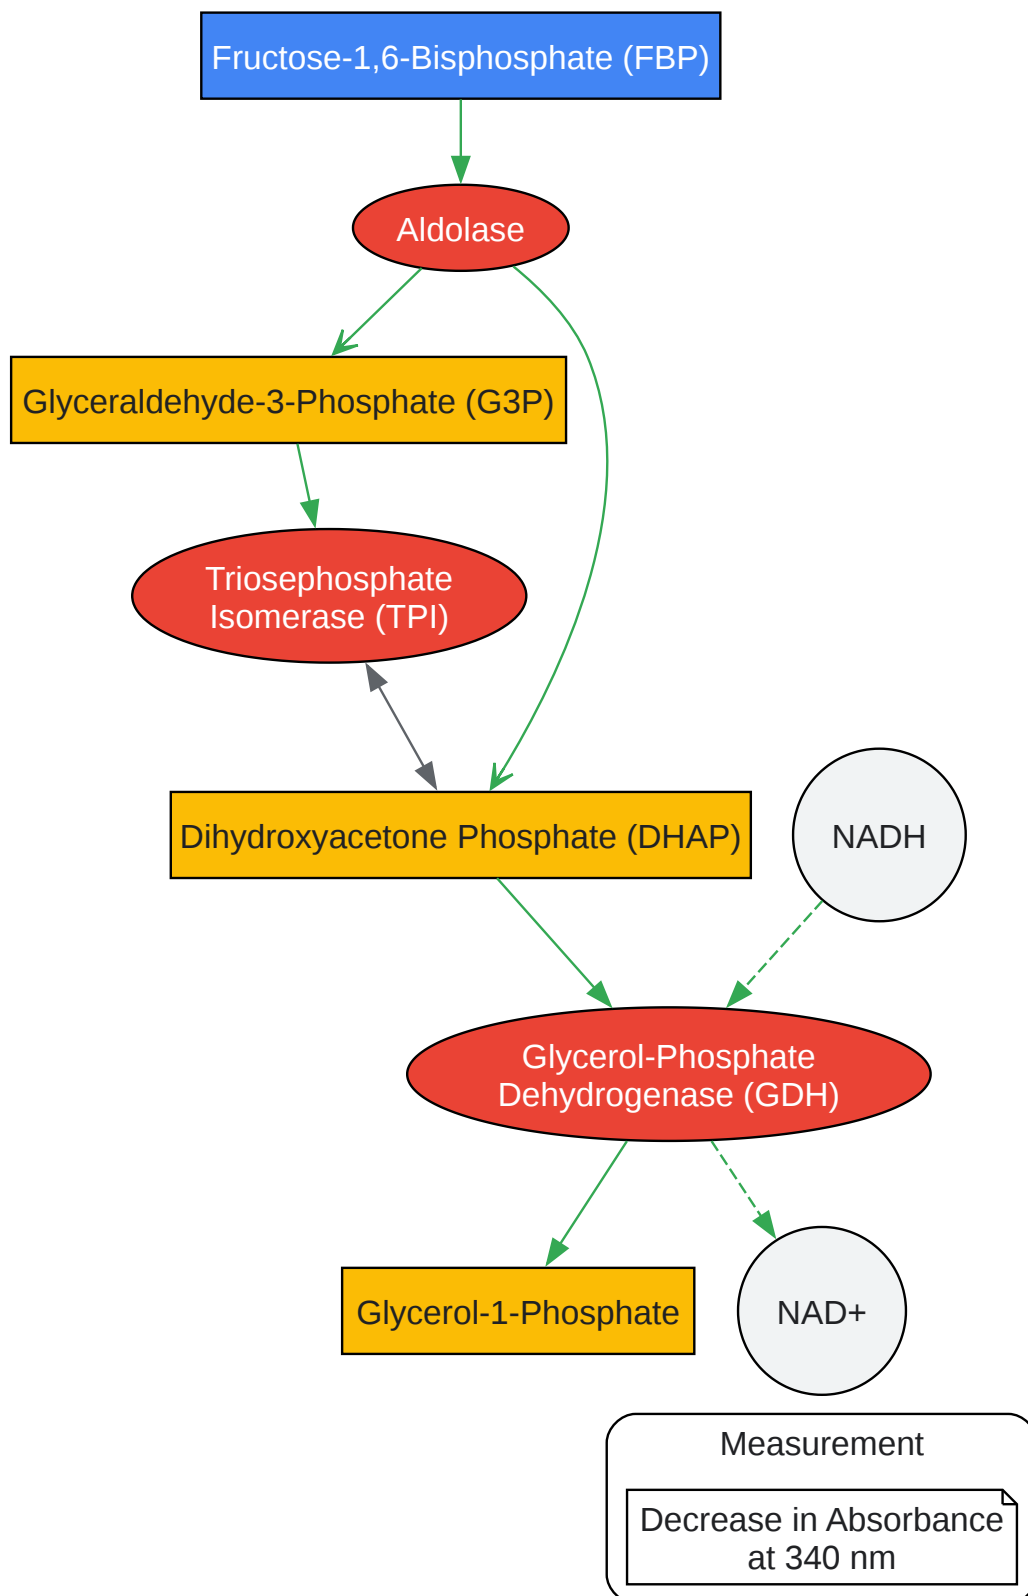 Fructose-1,6-Bisphosphate (FBP)
Aldolase
Glyceraldehyde-3-Phosphate (G3P)
Triosephosphate
Isomerase (TPI)
Dihydroxyacetone Phosphate (DHAP)
NADH
Glycerol-Phosphate
Dehydrogenase (GDH)
Glycerol-1-Phosphate
NAD+
Measurement
Decrease in Absorbance
at 340 nm